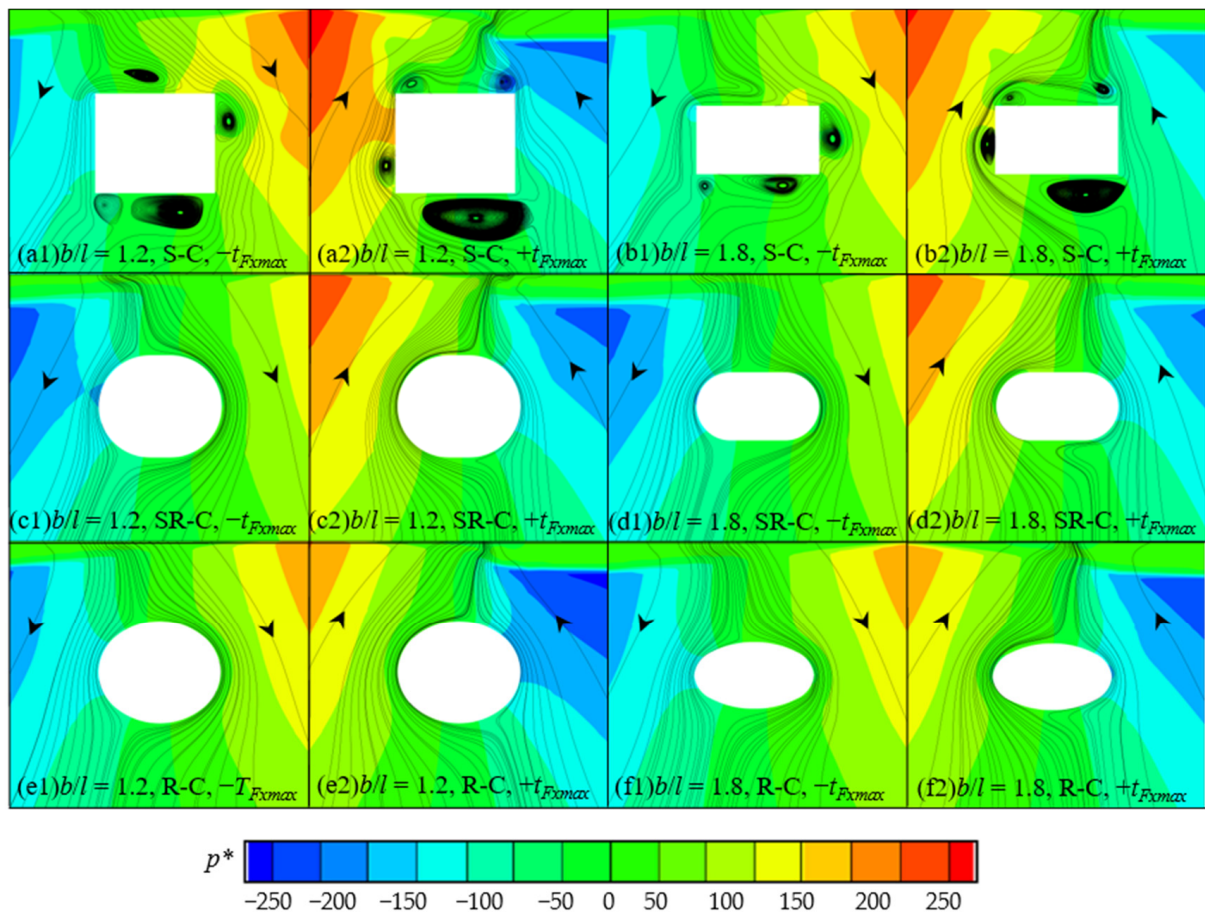 (a1)b/l = 1.2, S-C, −tFxmax
(a2)b/l = 1.2, S-C, +tFxmax
(b1)b/l = 1.8, S-C, −tFxmax
(b2)b/l = 1.8, S-C, +tFxmax
(c1)b/l = 1.2, SR-C, −tFxmax
(c2)b/l = 1.2, SR-C, +tFxmax
(d1)b/l = 1.8, SR-C, −tFxmax
(d2)b/l = 1.8, SR-C, +tFxmax
(e1)b/l = 1.2, R-C, −TFxmax
(e2)b/l = 1.2, R-C, +tFxmax
(f1)b/l = 1.8, R-C, −tFxmax
(f2)b/l = 1.8, R-C, +tFxmax
p*
−250 −200 −150 −100 −50 0 50 100 150 200 250